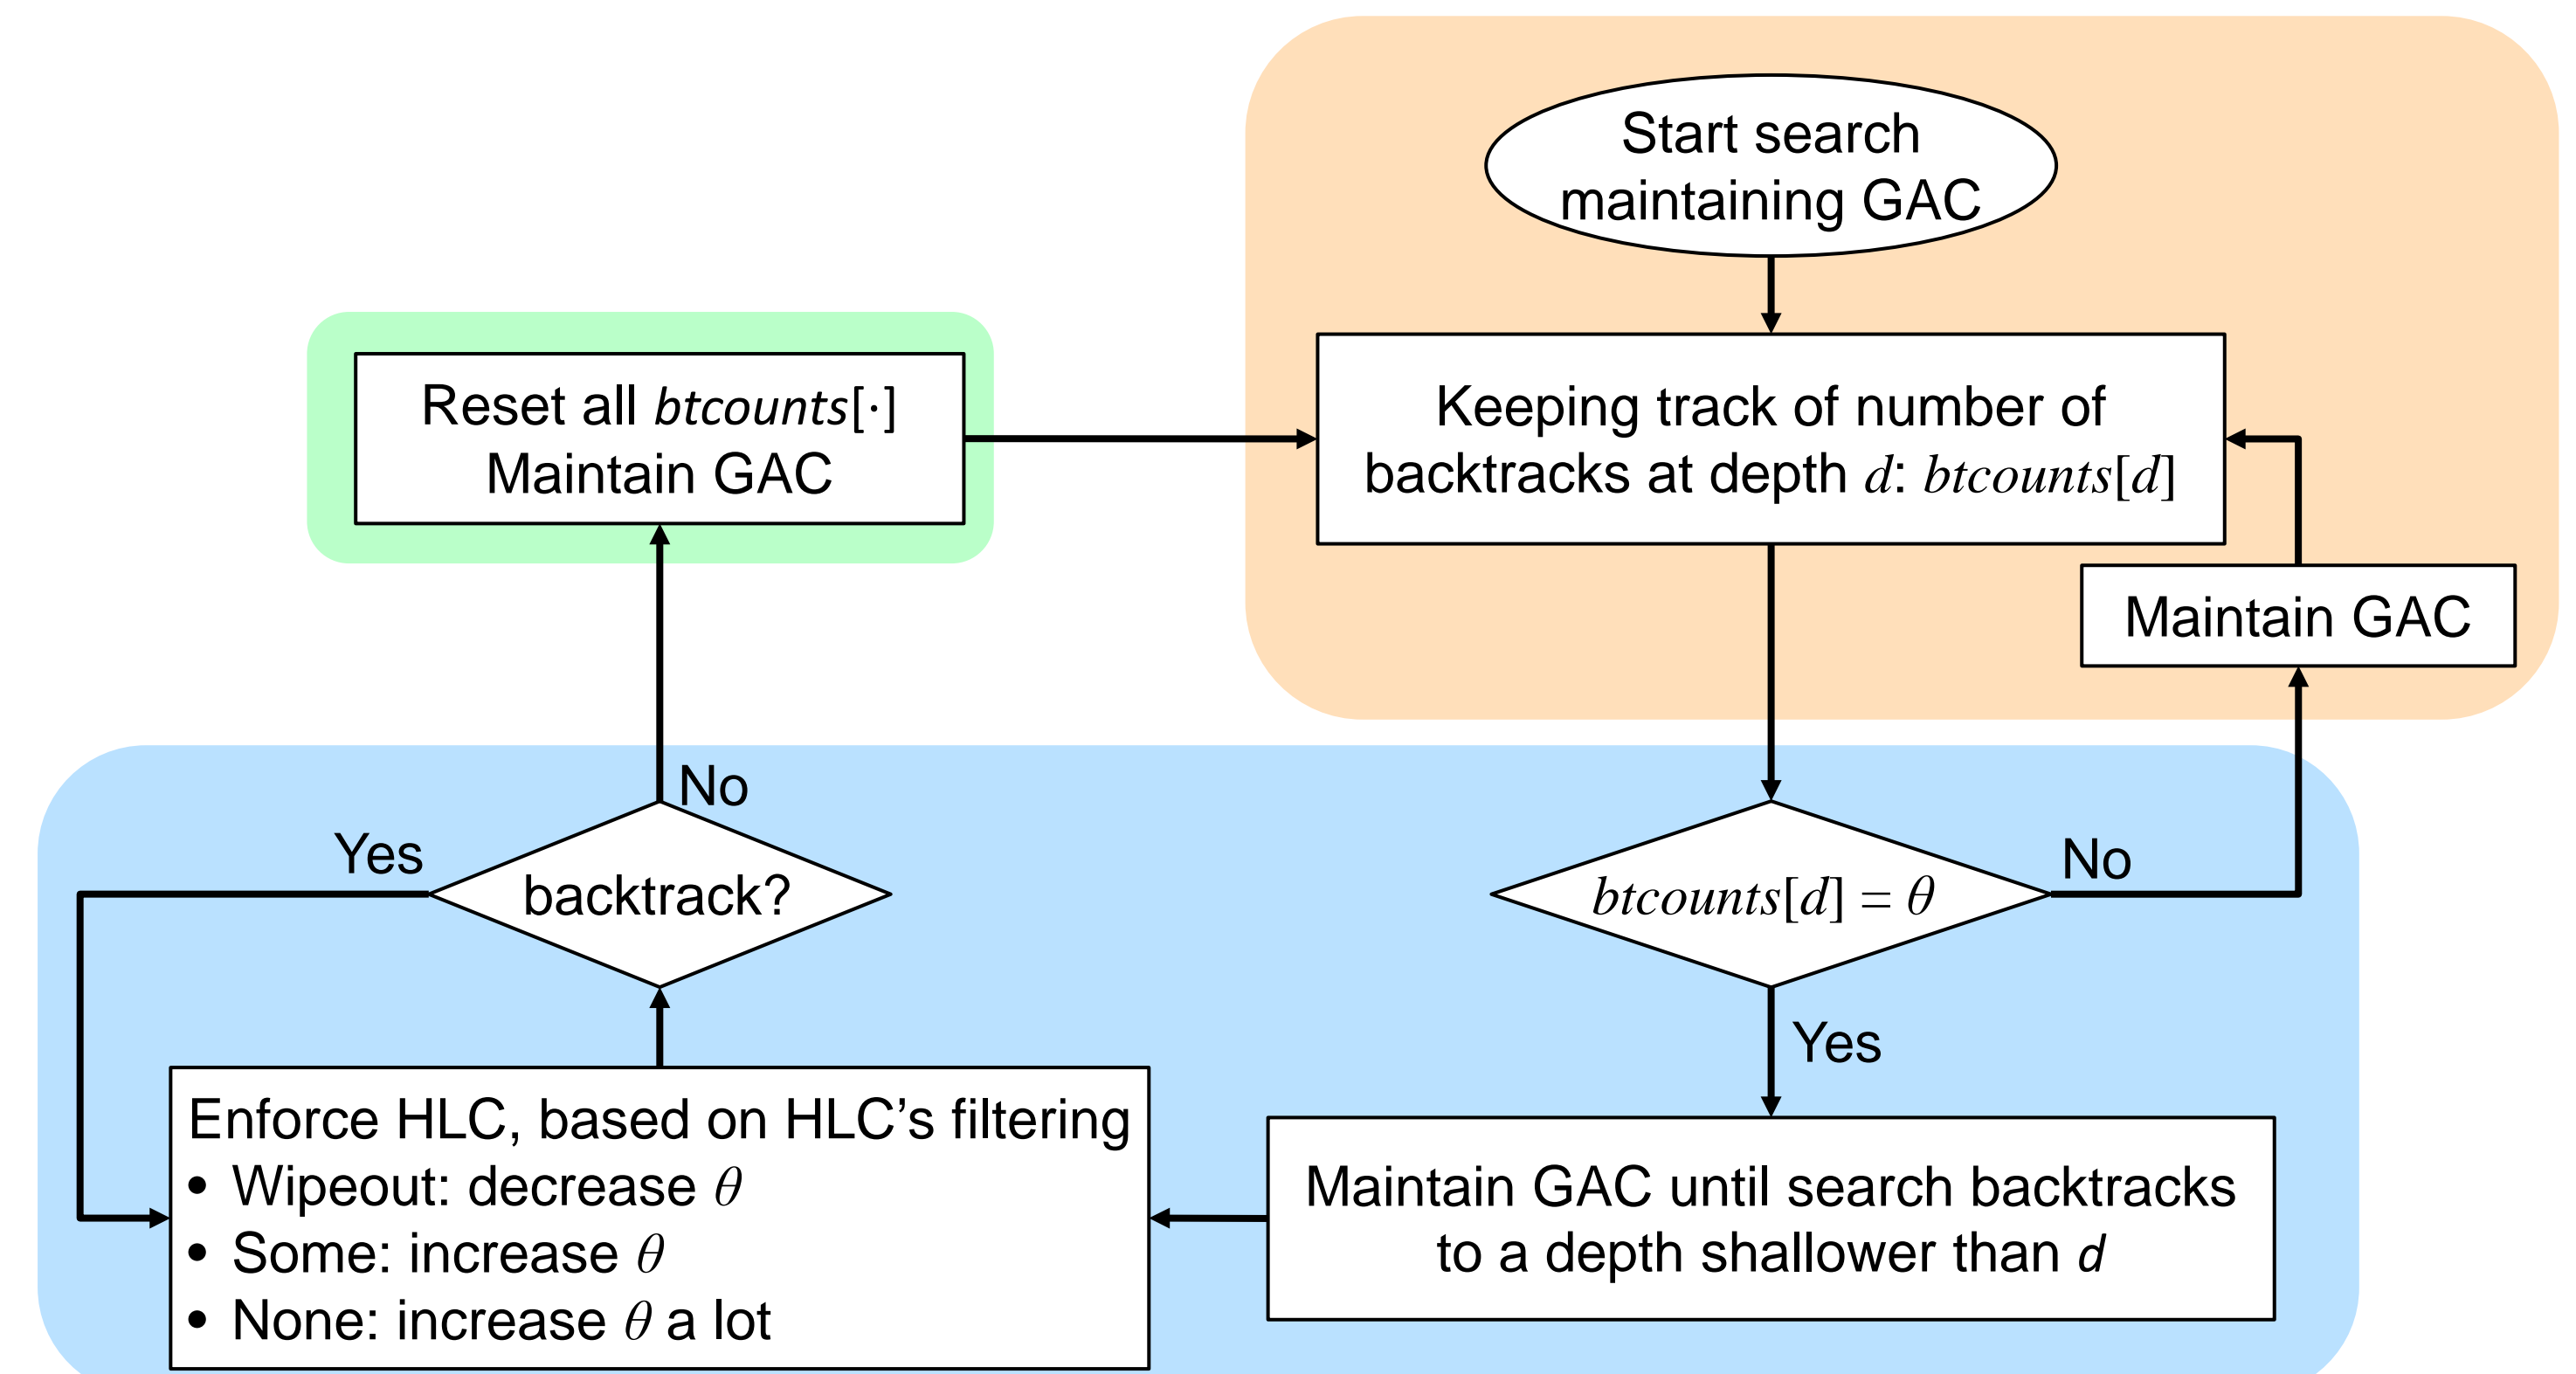 Start search
maintaining GAC
Keeping track of number of
backtracks at depth d: btcounts[d]
Maintain GAC
Reset all btcounts[·]
Maintain GAC
No
Yes
backtrack?
btcounts[d] = θ
No
Yes
Enforce HLC, based on HLC’s filtering
• Wipeout: decrease θ
• Some: increase θ
• None: increase θ a lot
Maintain GAC until search backtracks
to a depth shallower than d